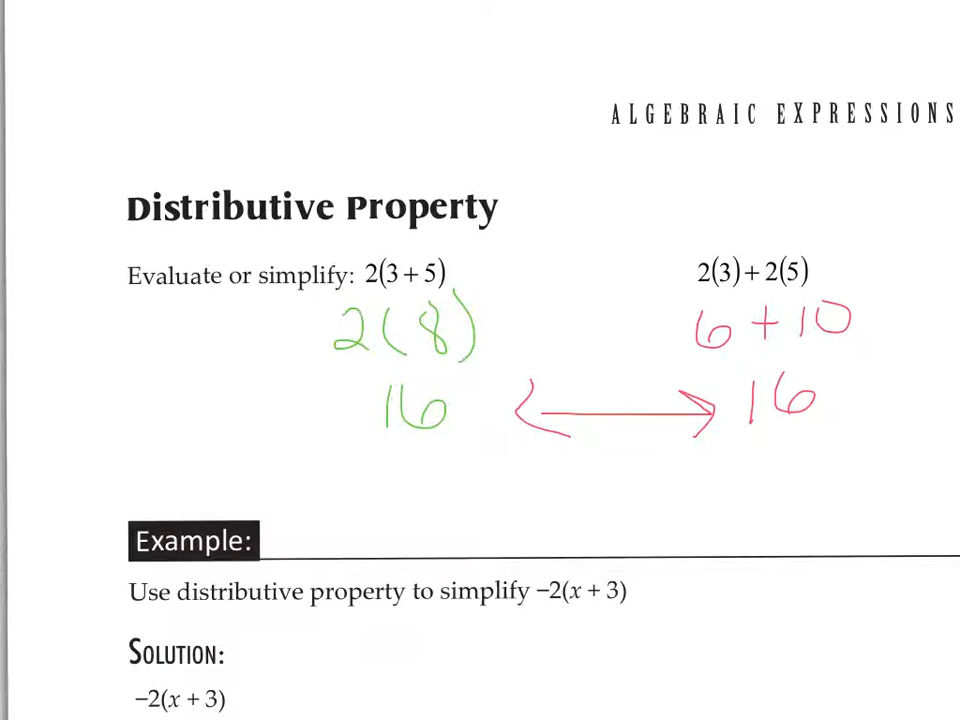 ALGEBRAIC EXPRESSIONS
Distributive Property
Evaluate or simplify: 2(3 + 5) 2(3) + 2(5)
2(8) 6 + 10
16 16
Example:
Use distributive property to simplify −2(x + 3)
SOLUTION:
−2(x + 3)